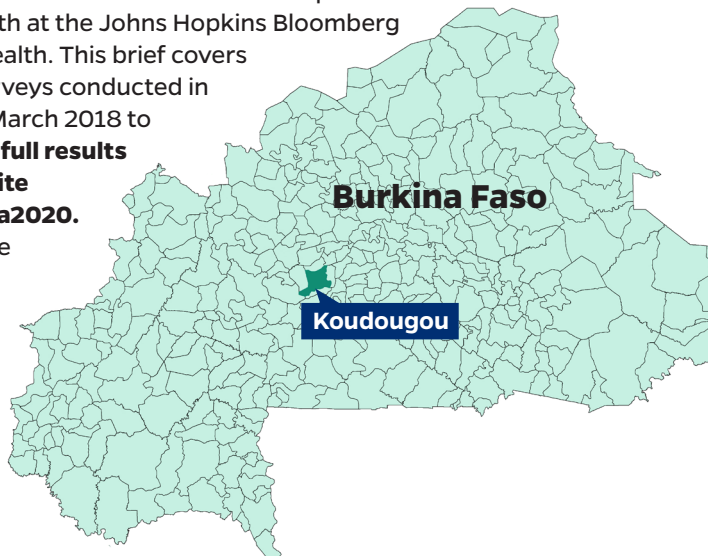 th at the Johns Hopkins Bloomberg
ealth. This brief covers
rveys conducted in
March 2018 to
full results
ite
a2020.
e
Burkina Faso
Koudougou